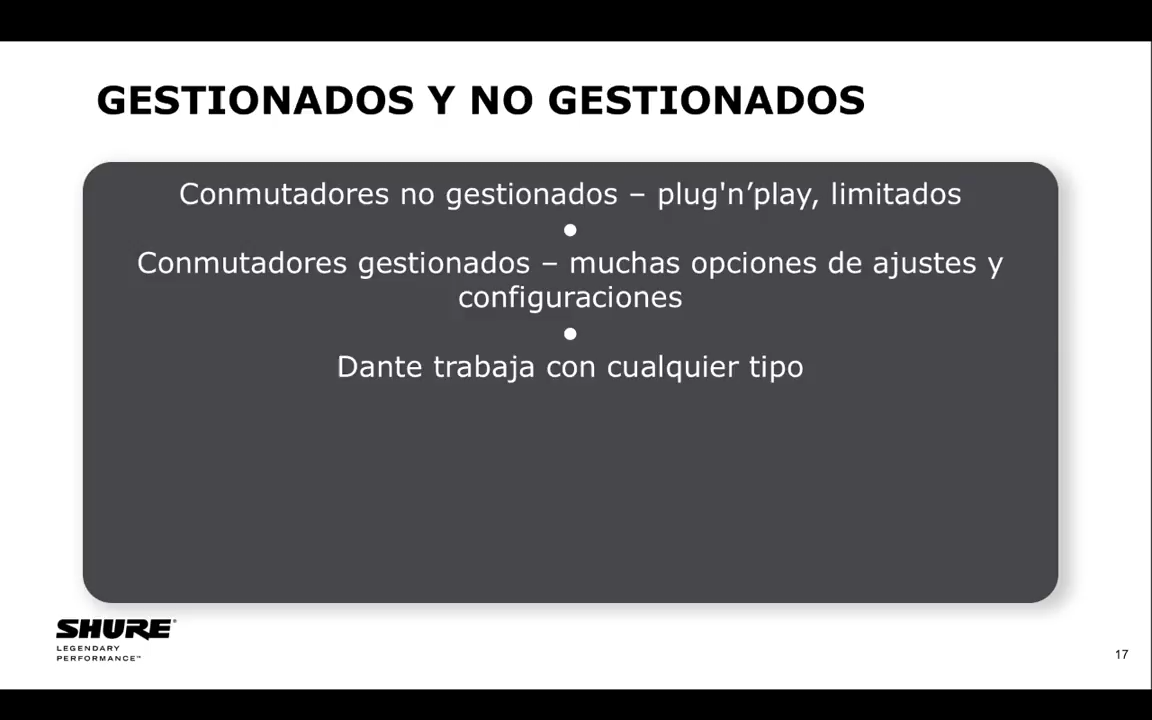 GESTIONADOS Y NO GESTIONADOS
Conmutadores no gestionados – plug'n’play, limitados
●
Conmutadores gestionados – muchas opciones de ajustes y
configuraciones
●
Dante trabaja con cualquier tipo
SHURE®
LEGENDARY
PERFORMANCE™
17